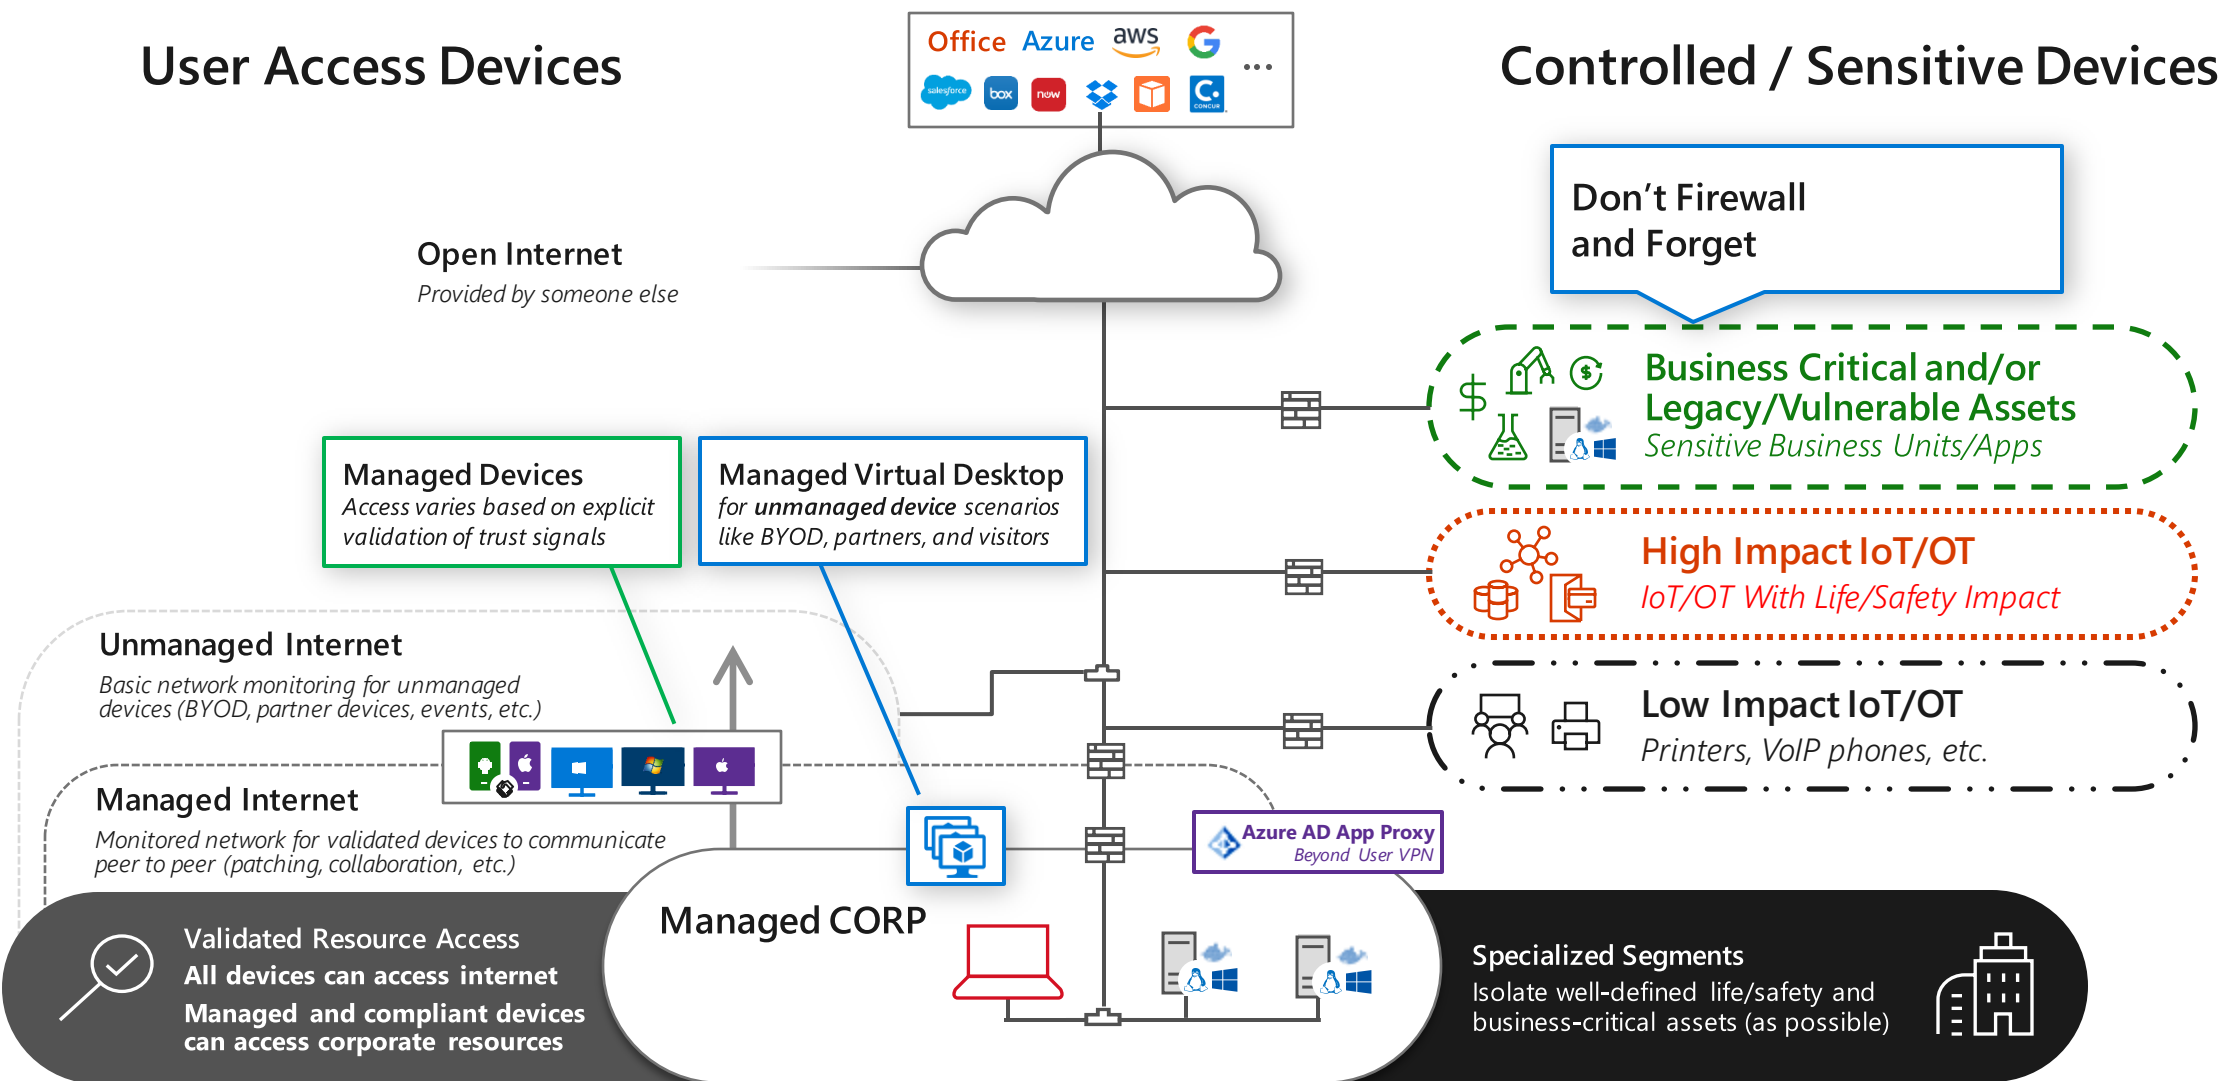 User Access Devices
Office Azure aws
salesforce box now
C. CONCUR
Controlled / Sensitive Devices
Don't Firewall
and Forget
Open Internet
Provided by someone else
Business Critical and/or
Legacy/Vulnerable Assets
Sensitive Business Units/Apps
Managed Devices
Access varies based on explicit
validation of trust signals
Managed Virtual Desktop
for unmanaged device scenarios
like BYOD, partners, and visitors
High Impact IoT/OT
IoT/OT With Life/Safety Impact
Unmanaged Internet
Basic network monitoring for unmanaged
devices (BYOD, partner devices, events, etc.)
Low Impact IoT/OT
Printers, VoIP phones, etc.
Managed Internet
Monitored network for validated devices to communicate
peer to peer (patching, collaboration, etc.)
Azure AD App Proxy
Beyond User VPN
Managed CORP
Validated Resource Access
All devices can access internet
Managed and compliant devices
can access corporate resources
Specialized Segments
Isolate well-defined life/safety and
business-critical assets (as possible)